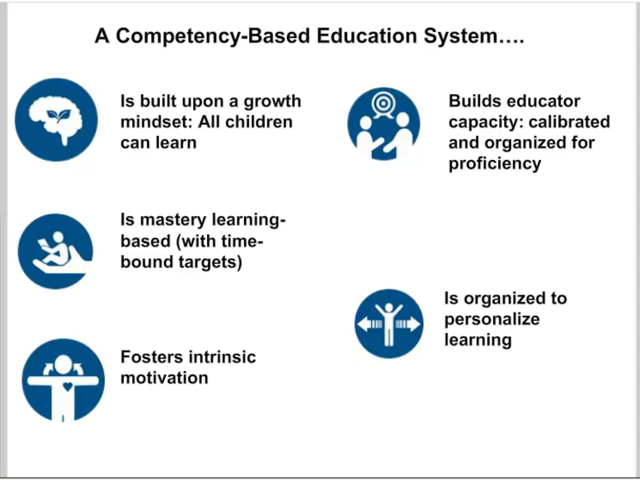 A Competency-Based Education System....
Is built upon a growth
mindset: All children
can learn
Is mastery learning-
based (with time-
bound targets)
Fosters intrinsic
motivation
Builds educator
capacity: calibrated
and organized for
proficiency
Is organized to
personalize
learning